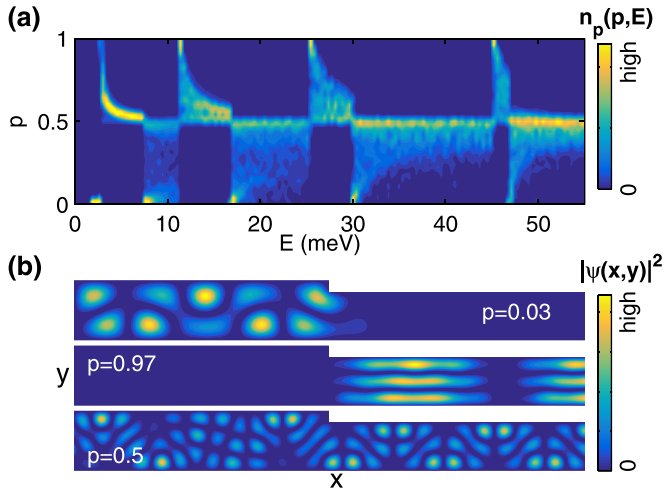 (a)
n_p(p,E)
1
0.5
0
p
0 10 20 30 40 50
E (meV)
high
0
(b)
|ψ(x,y)|²
p=0.03
p=0.97
p=0.5
y
x
high
0